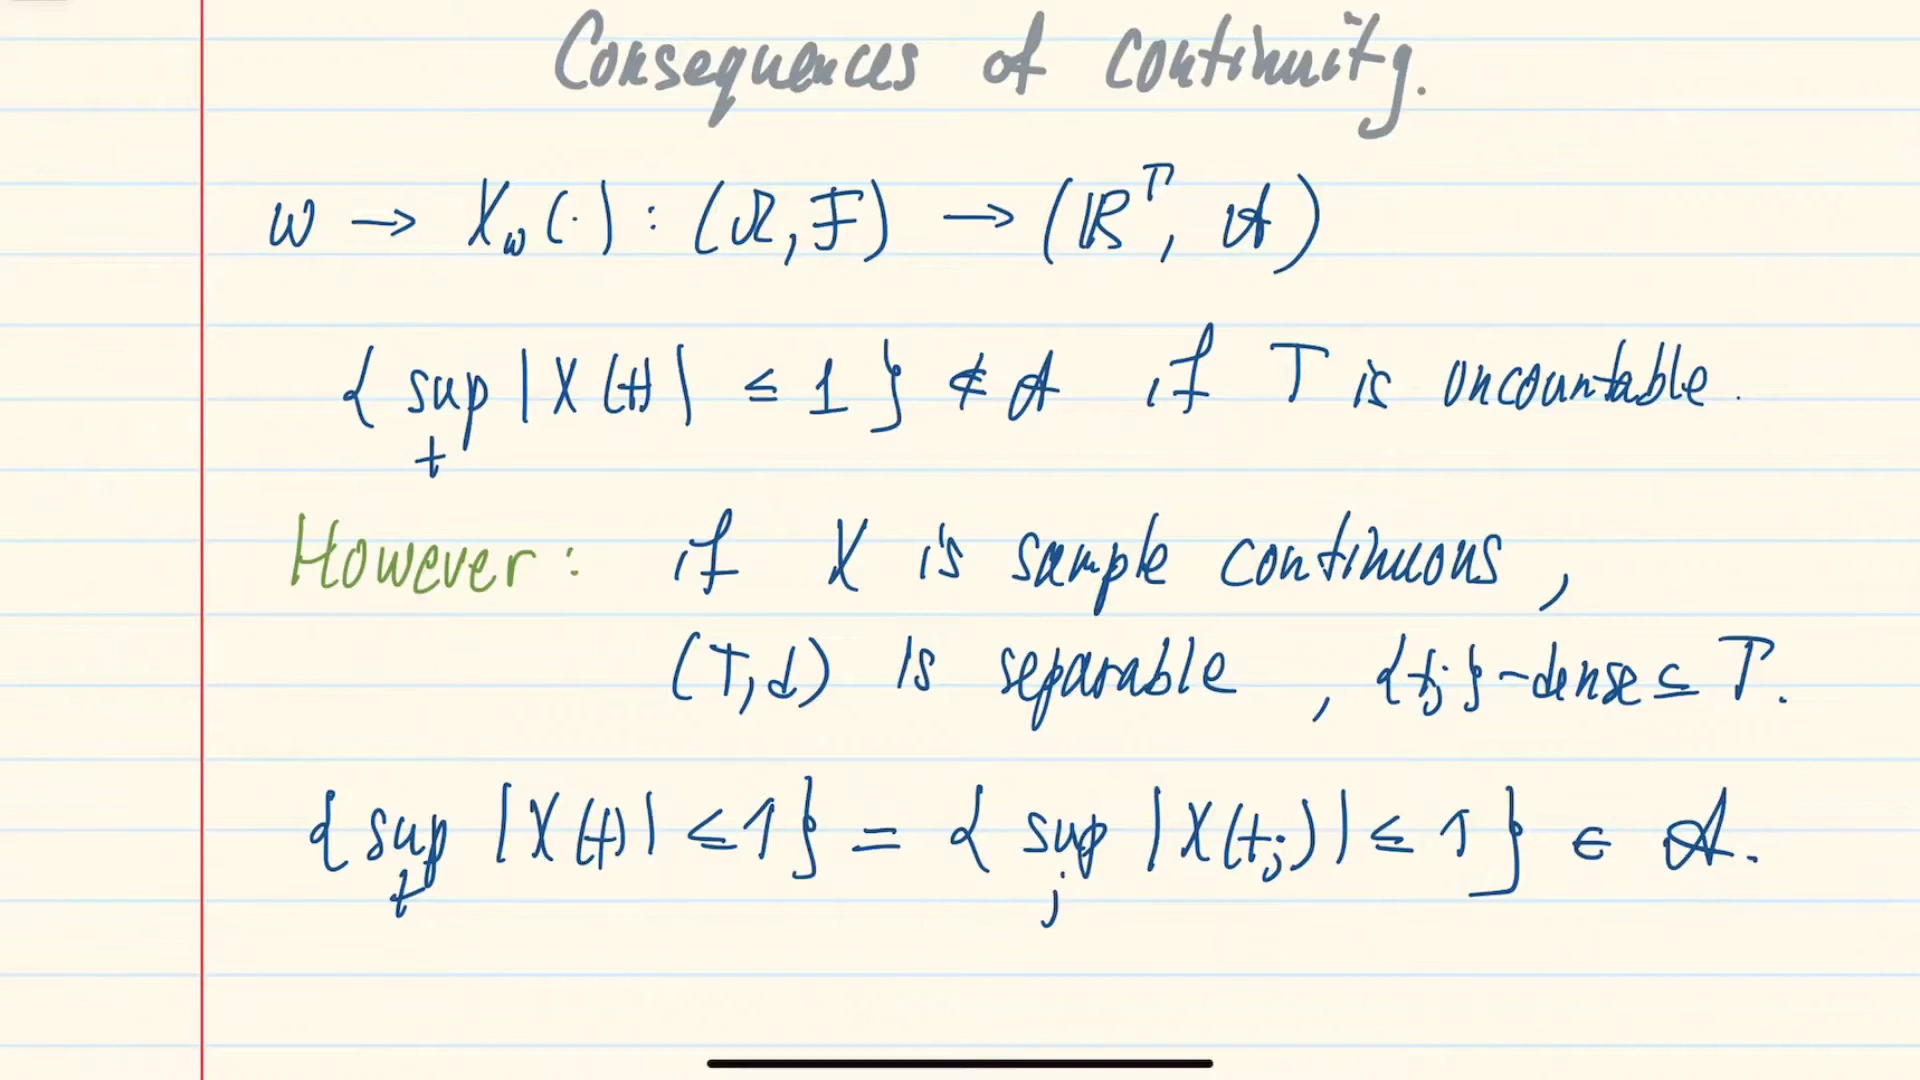 Consequences of continuity.
ω → X_ω(·) : (Ω, F) → (ℝ^T, A)
{ sup_t |X(t)| ≤ 1 } ∉ A if T is uncountable.
However: if X is sample continuous,
(T,d) is separable, {t_j}-dense ⊆ T.
{ sup_t |X(t)| ≤ 1 } = { sup_j |X(t_j)| ≤ 1 } ∈ A.